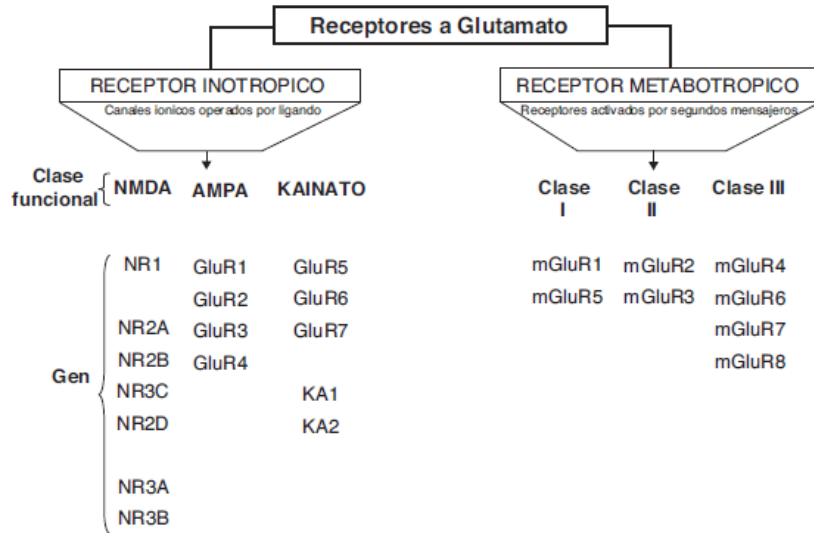 Receptores a Glutamato
RECEPTOR INOTROPICO
Canales ionicos operados por ligando
RECEPTOR METABOTROPICO
Receptores activados por segundos mensajeros
Clase funcional NMDA AMPA KAINATO Clase I Clase II Clase III
Gen
NR1 GluR1 GluR5 mGluR1 mGluR2 mGluR4
GluR2 GluR6 mGluR5 mGluR3 mGluR6
NR2A GluR3 GluR7 mGluR7
NR2B GluR4 mGluR8
NR3C KA1
NR2D KA2
NR3A
NR3B